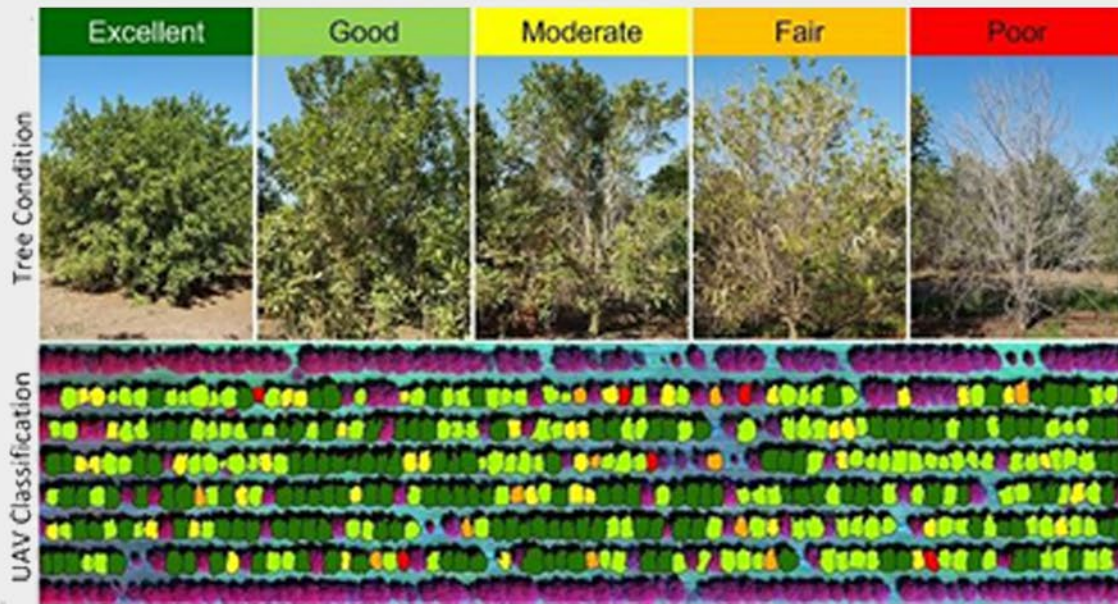 Excellent
Good
Moderate
Fair
Poor
Tree Condition
UAV Classification